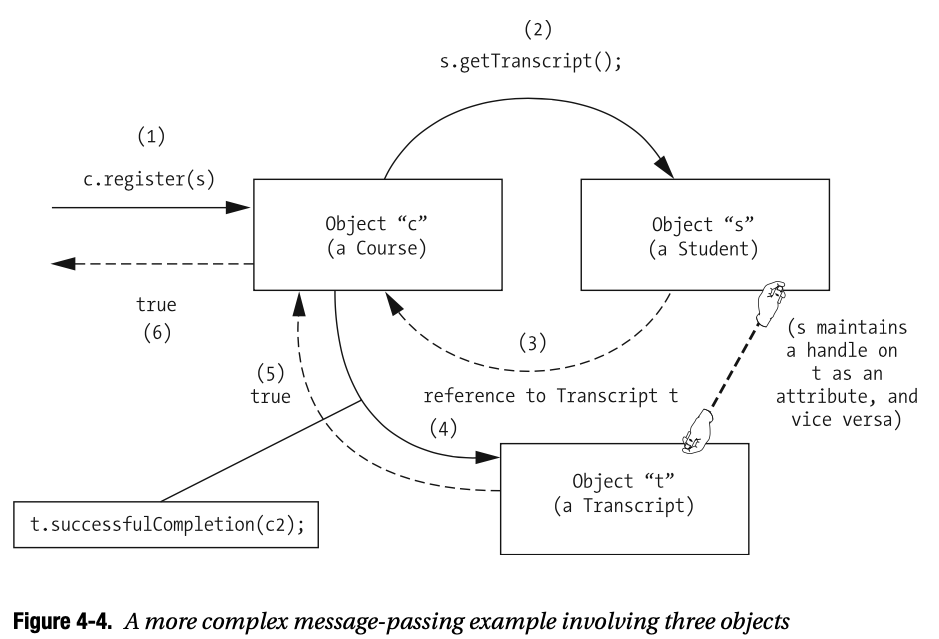 (2)
s.getTranscript();
(1)
c.register(s)
Object “c”
(a Course)
Object “s”
(a Student)
true
(6)
(3)
(s maintains
a handle on
t as an
attribute, and
vice versa)
(5)
true
reference to Transcript t
(4)
Object “t”
(a Transcript)
t.successfulCompletion(c2);
Figure 4-4. A more complex message-passing example involving three objects